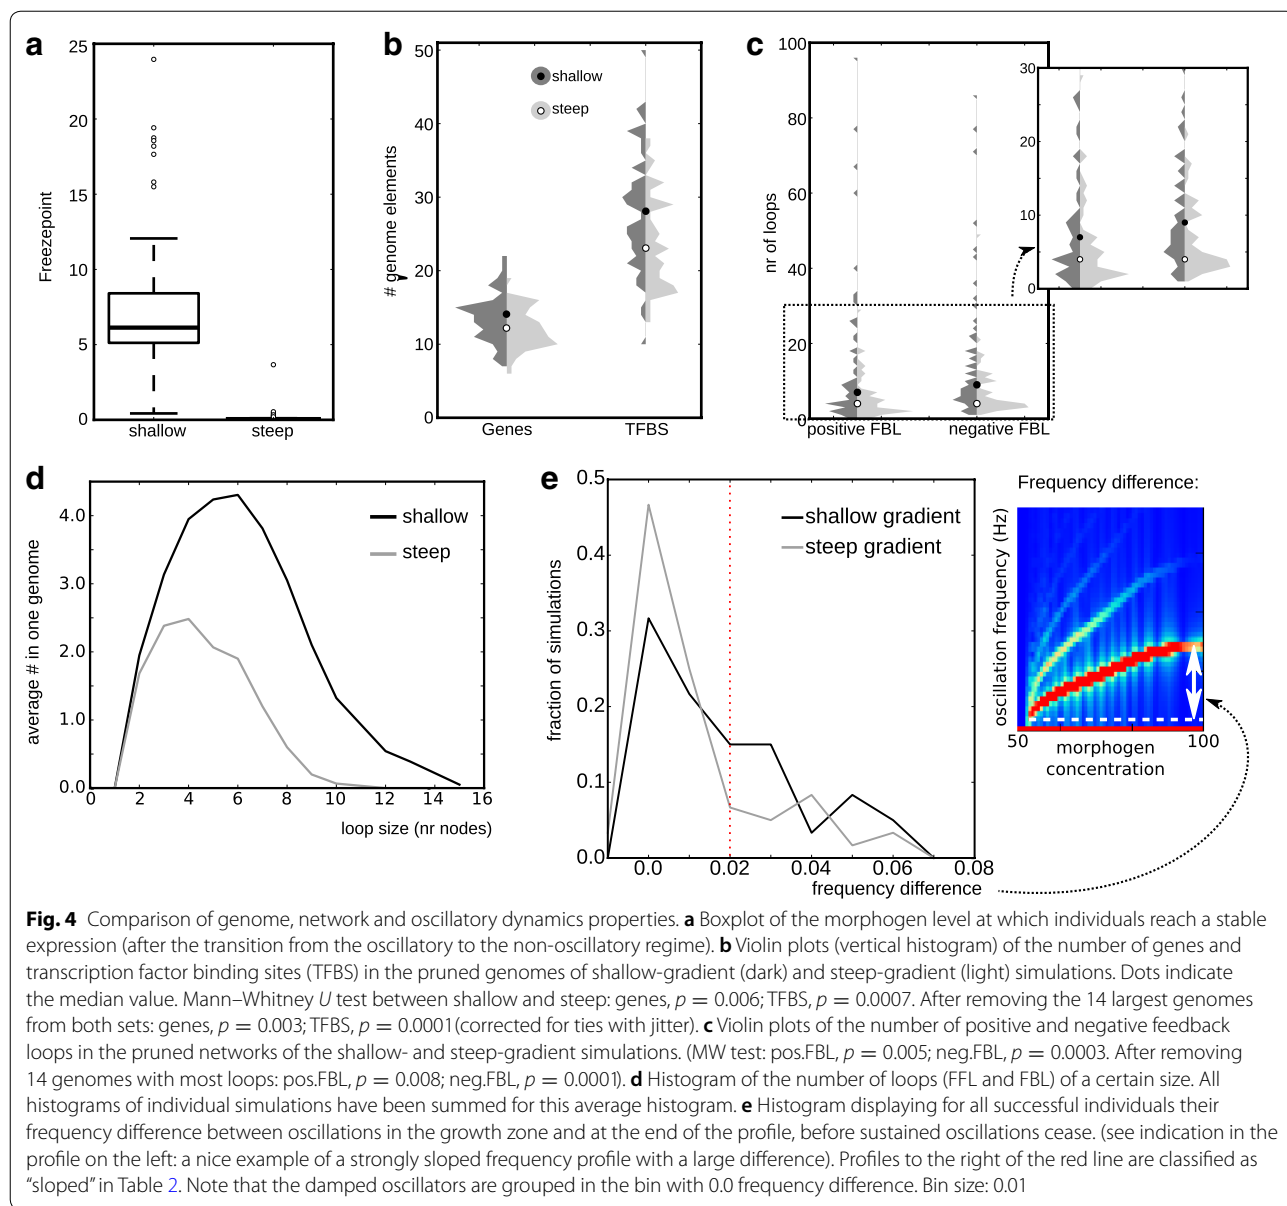 a
25
20
15
10
5
0
Freezepoint
shallow
steep
b
50
40
30
20
10
0
# genome elements
shallow
steep
Genes
TFBS
c
100
80
60
40
20
0
nr of loops
positive FBL
negative FBL
30
20
10
0
d
4.0
3.0
2.0
1.0
0.0
average # in one genome
shallow
steep
0 2 4 6 8 10 12 14 16
loop size (nr nodes)
e
0.5
0.4
0.3
0.2
0.1
0.0
fraction of simulations
shallow gradient
steep gradient
0.0 0.02 0.04 0.06 0.08
frequency difference
Frequency difference:
oscillation frequency (Hz)
50 100
morphogen
concentration
Fig. 4 Comparison of genome, network and oscillatory dynamics properties. a Boxplot of the morphogen level at which individuals reach a stable
expression (after the transition from the oscillatory to the non-oscillatory regime). b Violin plots (vertical histogram) of the number of genes and
transcription factor binding sites (TFBS) in the pruned genomes of shallow-gradient (dark) and steep-gradient (light) simulations. Dots indicate
the median value. Mann–Whitney U test between shallow and steep: genes, p = 0.006; TFBS, p = 0.0007. After removing the 14 largest genomes
from both sets: genes, p = 0.003; TFBS, p = 0.0001(corrected for ties with jitter). c Violin plots of the number of positive and negative feedback
loops in the pruned networks of the shallow- and steep-gradient simulations. (MW test: pos.FBL, p = 0.005; neg.FBL, p = 0.0003. After removing
14 genomes with most loops: pos.FBL, p = 0.008; neg.FBL, p = 0.0001). d Histogram of the number of loops (FFL and FBL) of a certain size. All
histograms of individual simulations have been summed for this average histogram. e Histogram displaying for all successful individuals their
frequency difference between oscillations in the growth zone and at the end of the profile, before sustained oscillations cease. (see indication in the
profile on the left: a nice example of a strongly sloped frequency profile with a large difference). Profiles to the right of the red line are classified as
“sloped” in Table 2. Note that the damped oscillators are grouped in the bin with 0.0 frequency difference. Bin size: 0.01